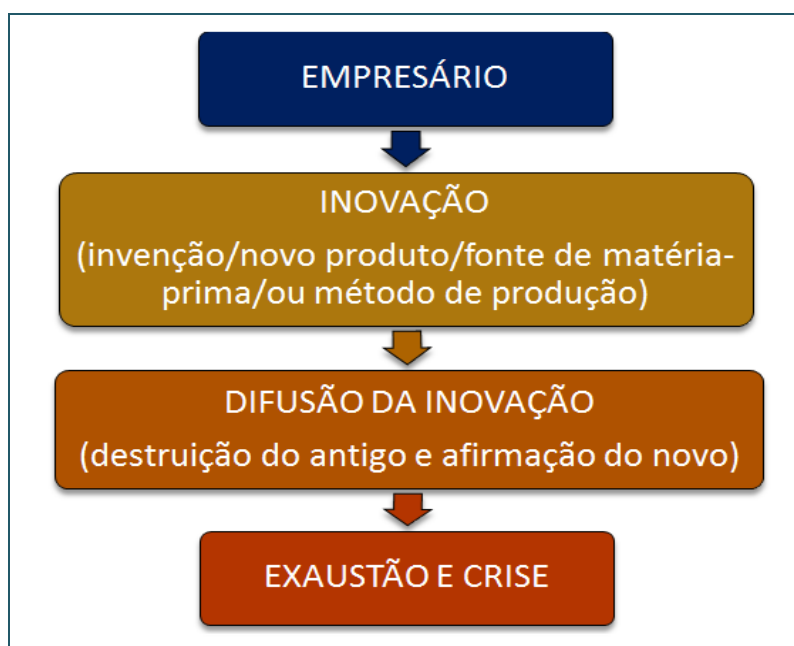 EMPRESÁRIO
INOVAÇÃO
(invenção/novo produto/fonte de matéria-
prima/ou método de produção)
DIFUSÃO DA INOVAÇÃO
(destruição do antigo e afirmação do novo)
EXAUSTÃO E CRISE